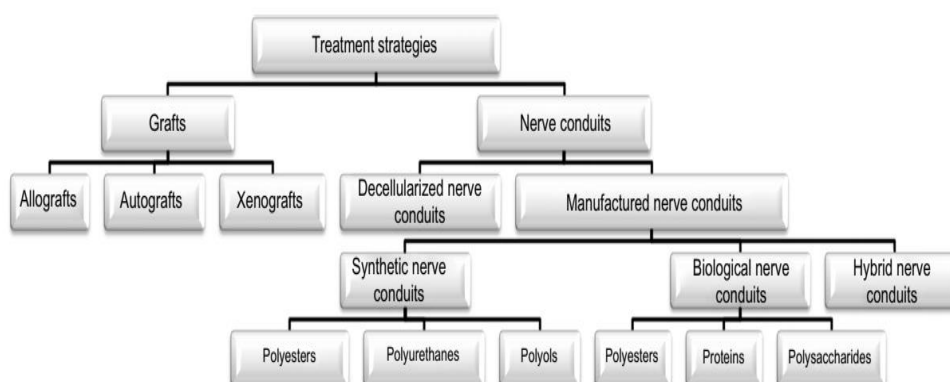 Treatment strategies
Grafts
Nerve conduits
Allografts
Autografts
Xenografts
Decellularized nerve
conduits
Manufactured nerve conduits
Synthetic nerve
conduits
Biological nerve
conduits
Hybrid nerve
conduits
Polyesters
Polyurethanes
Polyols
Polyesters
Proteins
Polysaccharides